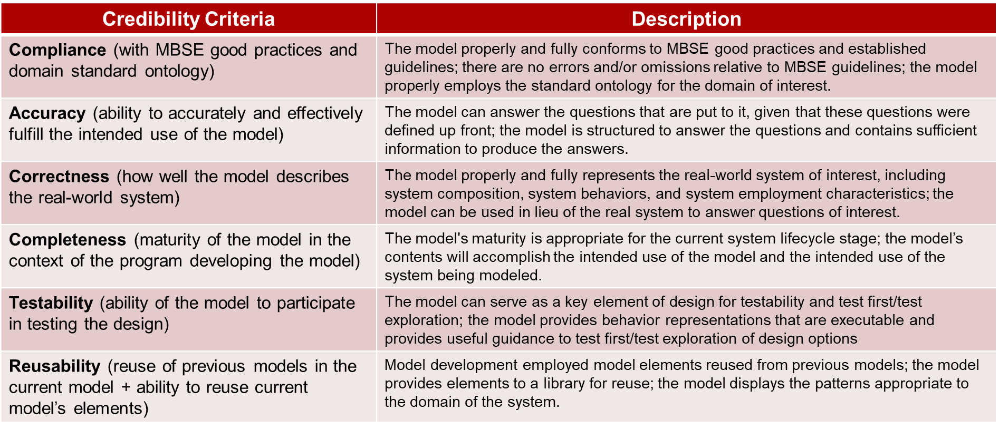 Credibility Criteria
Description
Compliance (with MBSE good practices and
domain standard ontology)
The model properly and fully conforms to MBSE good practices and established
guidelines; there are no errors and/or omissions relative to MBSE guidelines; the model
properly employs the standard ontology for the domain of interest.
Accuracy (ability to accurately and effectively
fulfill the intended use of the model)
The model can answer the questions that are put to it, given that these questions were
defined up front; the model is structured to answer the questions and contains sufficient
information to produce the answers.
Correctness (how well the model describes
the real-world system)
The model properly and fully represents the real-world system of interest, including
system composition, system behaviors, and system employment characteristics; the
model can be used in lieu of the real system to answer questions of interest.
Completeness (maturity of the model in the
context of the program developing the model)
The model's maturity is appropriate for the current system lifecycle stage; the model’s
contents will accomplish the intended use of the model and the intended use of the
system being modeled.
Testability (ability of the model to participate
in testing the design)
The model can serve as a key element of design for testability and test first/test
exploration; the model provides behavior representations that are executable and
provides useful guidance to test first/test exploration of design options
Reusability (reuse of previous models in the
current model + ability to reuse current
model’s elements)
Model development employed model elements reused from previous models; the model
provides elements to a library for reuse; the model displays the patterns appropriate to
the domain of the system.